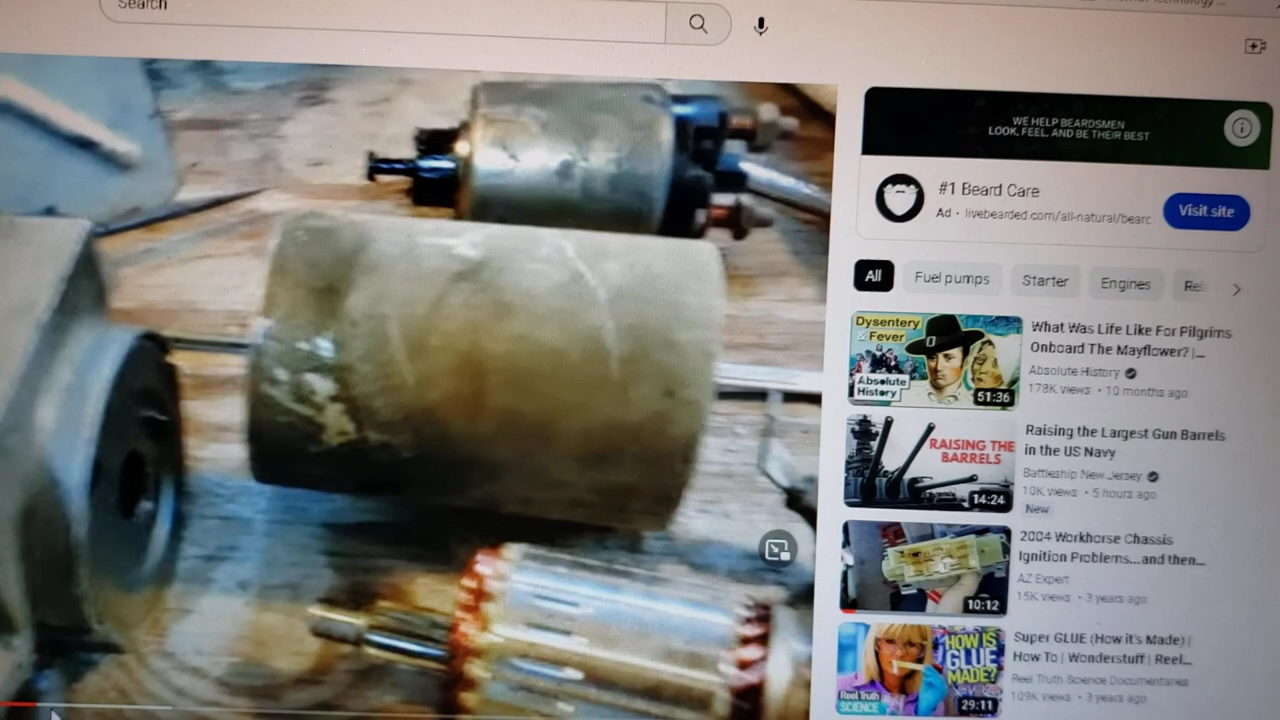 Search
WE HELP BEARDSMEN
LOOK, FEEL, AND BE THEIR BEST
#1 Beard Care
Ad · livebearded.com/all-natural/bearc
Visit site
All
Fuel pumps
Starter
Engines
Dysentery
& Fever
Absolute
History
51:36
What Was Life Like For Pilgrims
Onboard The Mayflower? |...
Absolute History
178K views • 10 months ago
RAISING THE
BARRELS
14:24
Raising the Largest Gun Barrels
in the US Navy
Battleship New Jersey
10K views • 5 hours ago
New
10:12
2004 Workhorse Chassis
Ignition Problems...and then...
AZ Expert
15K views • 3 years ago
HOW IS
GLUE
MADE?
Reel Truth
SCIENCE
29:11
Super GLUE (How it's Made) |
How To | Wonderstuff | Reel...
Reel Truth Science Documentaries
109K views • 3 years ago